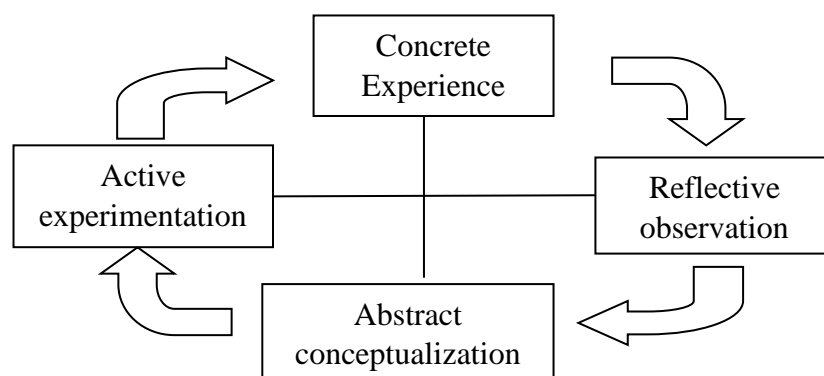 Concrete
Experience
Active
experimentation
Reflective
observation
Abstract
conceptualization